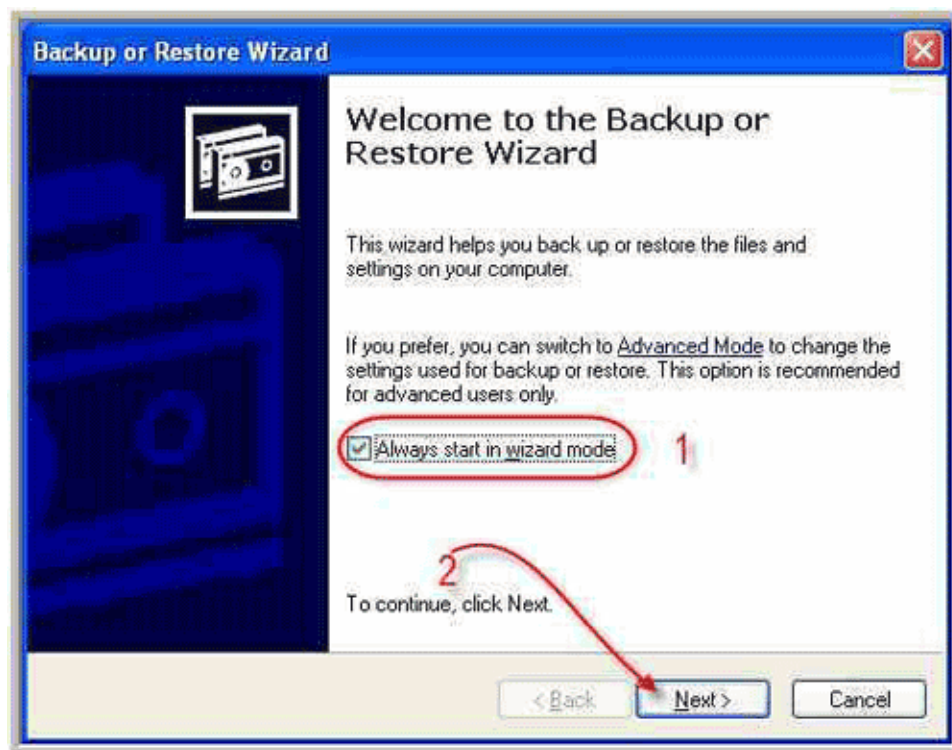 Backup or Restore Wizard
Welcome to the Backup or
Restore Wizard
This wizard helps you back up or restore the files and
settings on your computer.
If you prefer, you can switch to Advanced Mode to change the
settings used for backup or restore. This option is recommended
for advanced users only.
Always start in wizard mode
1
2
To continue, click Next.
< Back
Next >
Cancel